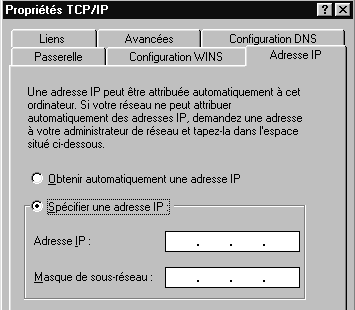 Propriétés TCP/IP
Liens Avancées Configuration DNS
Passerelle Configuration WINS Adresse IP
Une adresse IP peut être attribuée automatiquement à cet
ordinateur. Si votre réseau ne peut attribuer
automatiquement des adresses IP, demandez une adresse
à votre administrateur de réseau et tapez-la dans l'espace
situé ci-dessous.
Obtenir automatiquement une adresse IP
Spécifier une adresse IP :
Adresse IP : . . .
Masque de sous-réseau : . . .